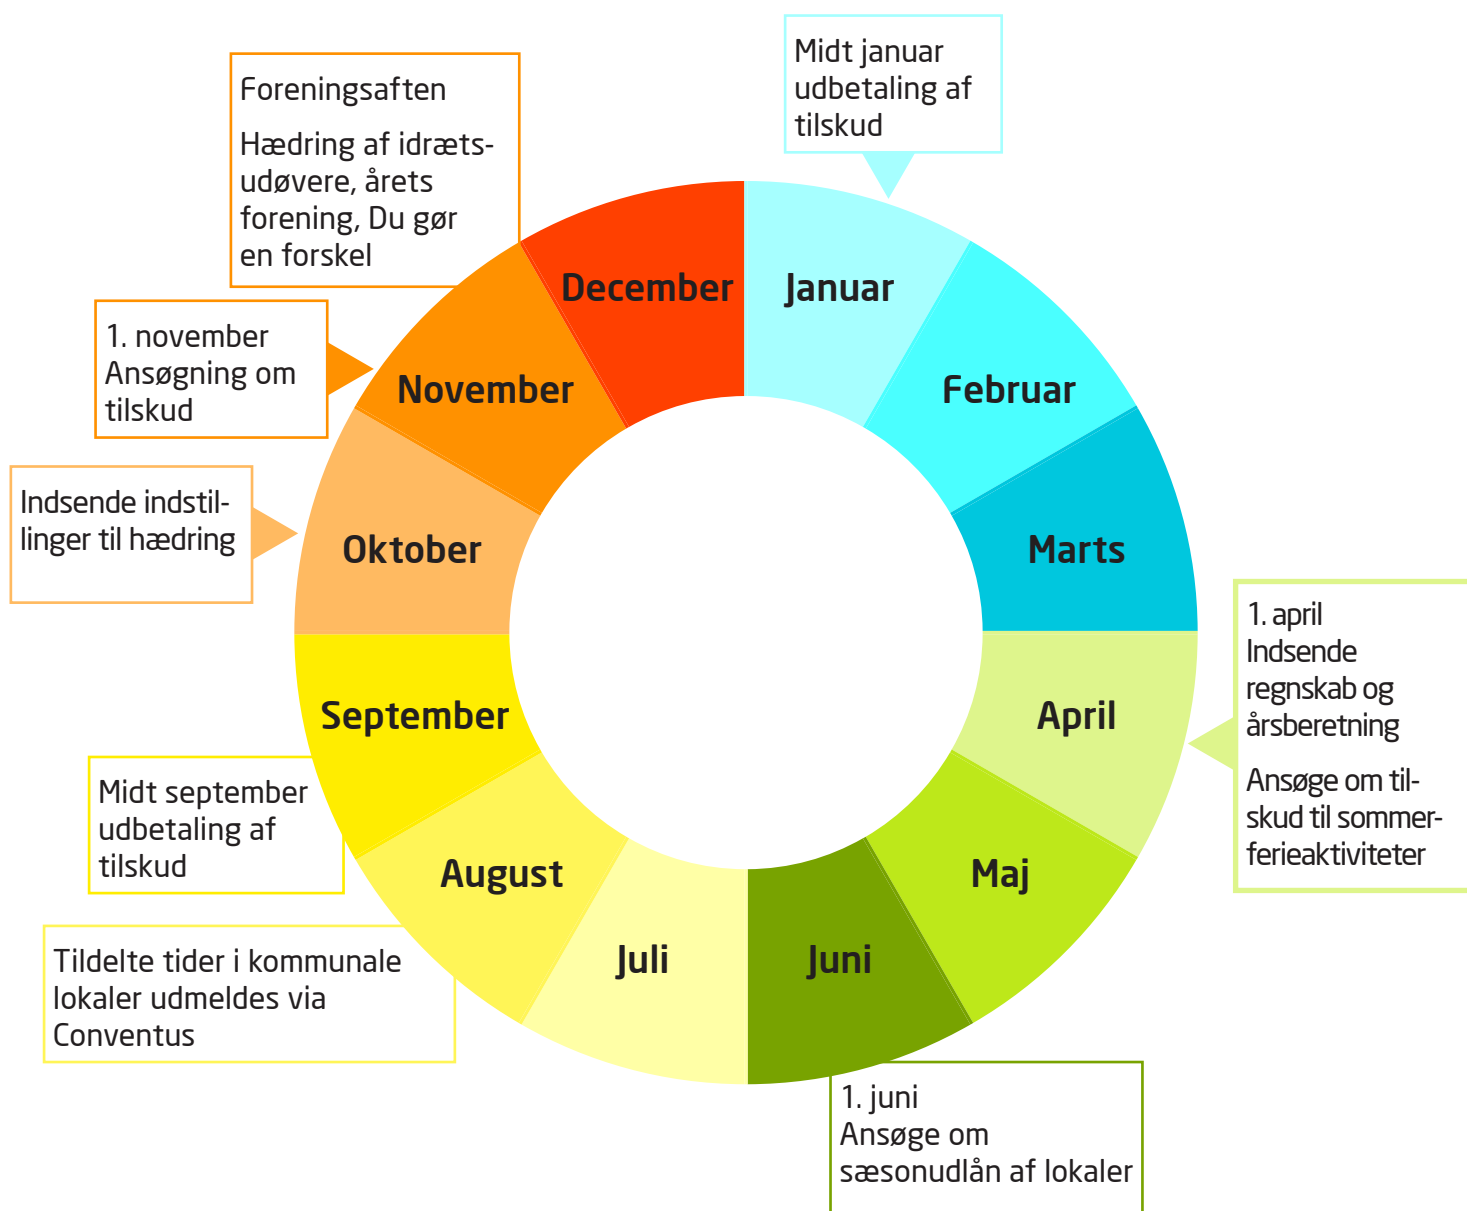 Midt januar
udbetaling af
tilskud
Foreningsaften
Hædring af idræts-
udøvere, årets
forening, Du gør
en forskel
1. november
Ansøgning om
tilskud
Indsende indstil-
linger til hædring
Midt september
udbetaling af
tilskud
Tildelte tider i kommunale
lokaler udmeldes via
Conventus
1. juni
Ansøge om
sæsonudlån af lokaler
1. april
Indsende
regnskab og
årsberetning
Ansøge om til-
skud til sommer-
ferieaktiviteter
Januar
Februar
Marts
April
Maj
Juni
Juli
August
September
Oktober
November
December